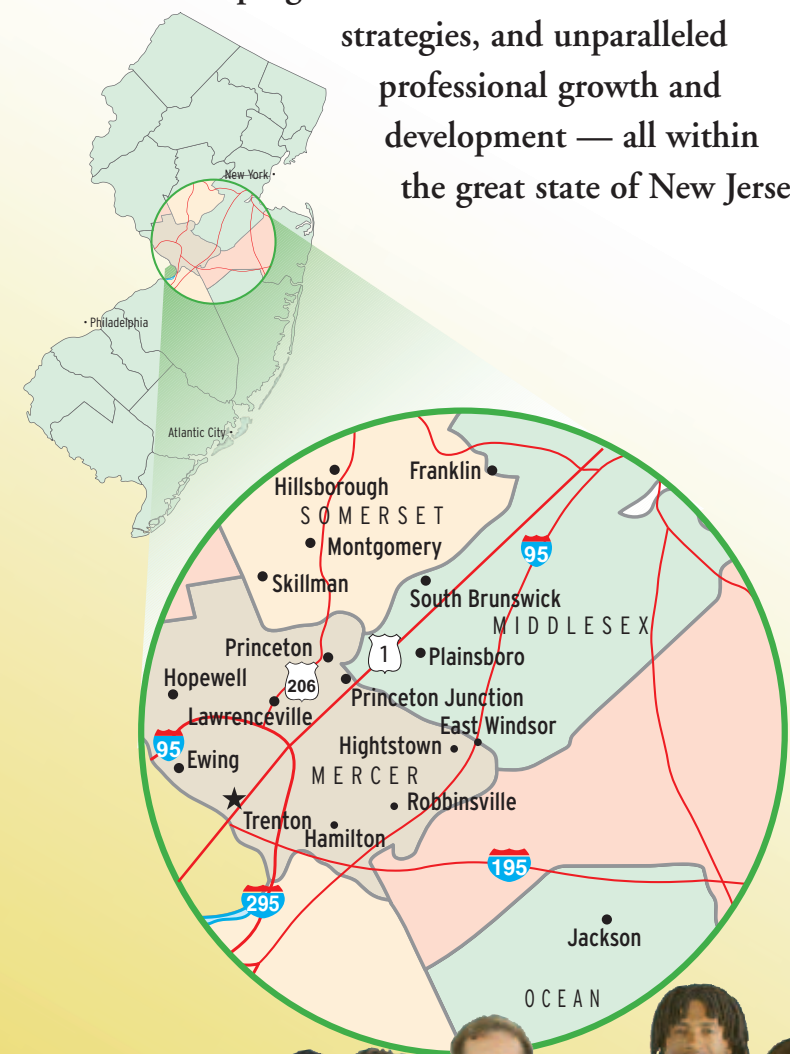 strategies, and unparalleled
professional growth and
development — all within
the great state of New Jerse
New York
Philadelphia
Atlantic City
Franklin
Hillsborough
SOMERSET
Montgomery
95
Skillman
South Brunswick
MIDDLESEX
Princeton
1
Plainsboro
Hopewell
206
Princeton Junction
Lawrenceville
East Windsor
95
Hightstown
Ewing
MERCER
Robbinsville
Trenton
Hamilton
195
295
Jackson
OCEAN